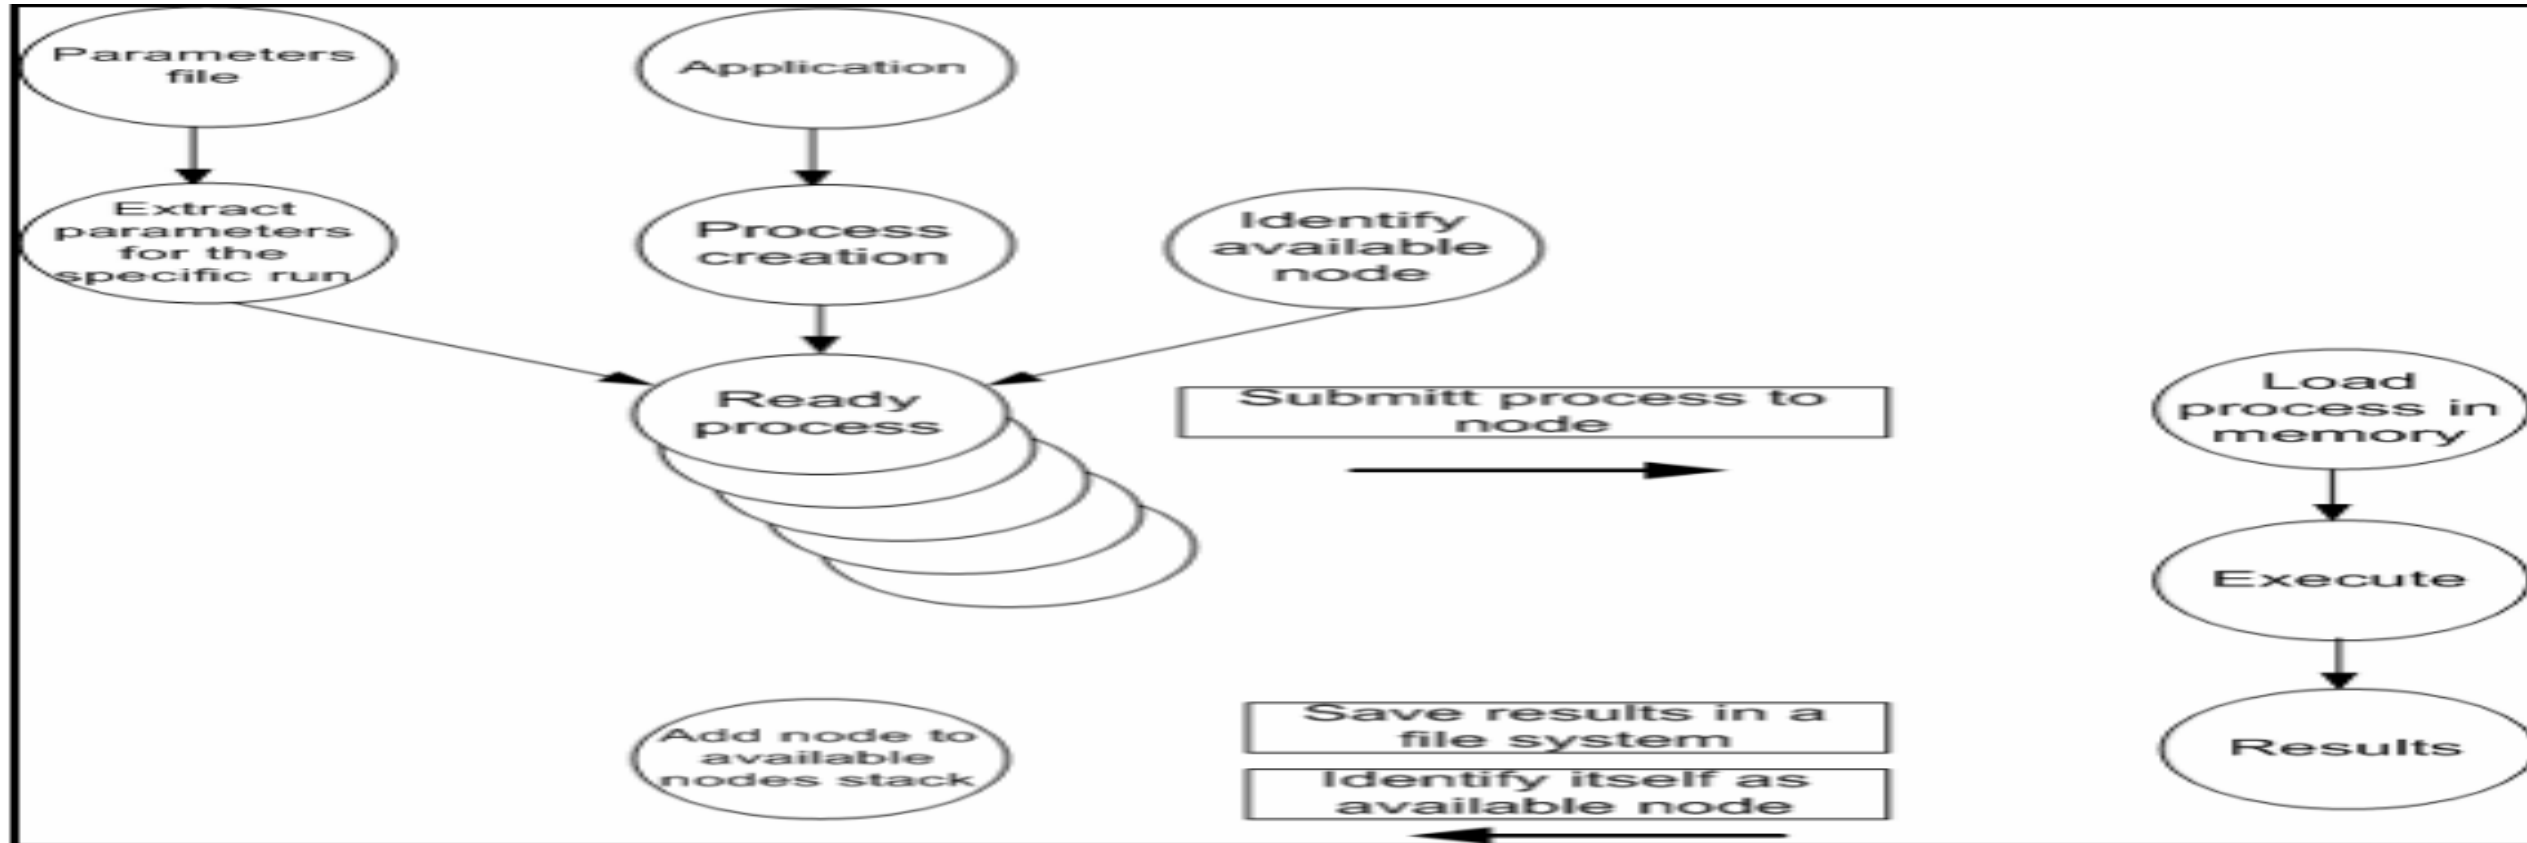 Parameters
file
Application
Extract
parameters
for the
specific run
Process
creation
Identify
available
node
Ready
process
Submitt process to
node
Load
process in
memory
Execute
Add node to
available
nodes stack
Save results in a
file system
Identify itself as
available node
Results